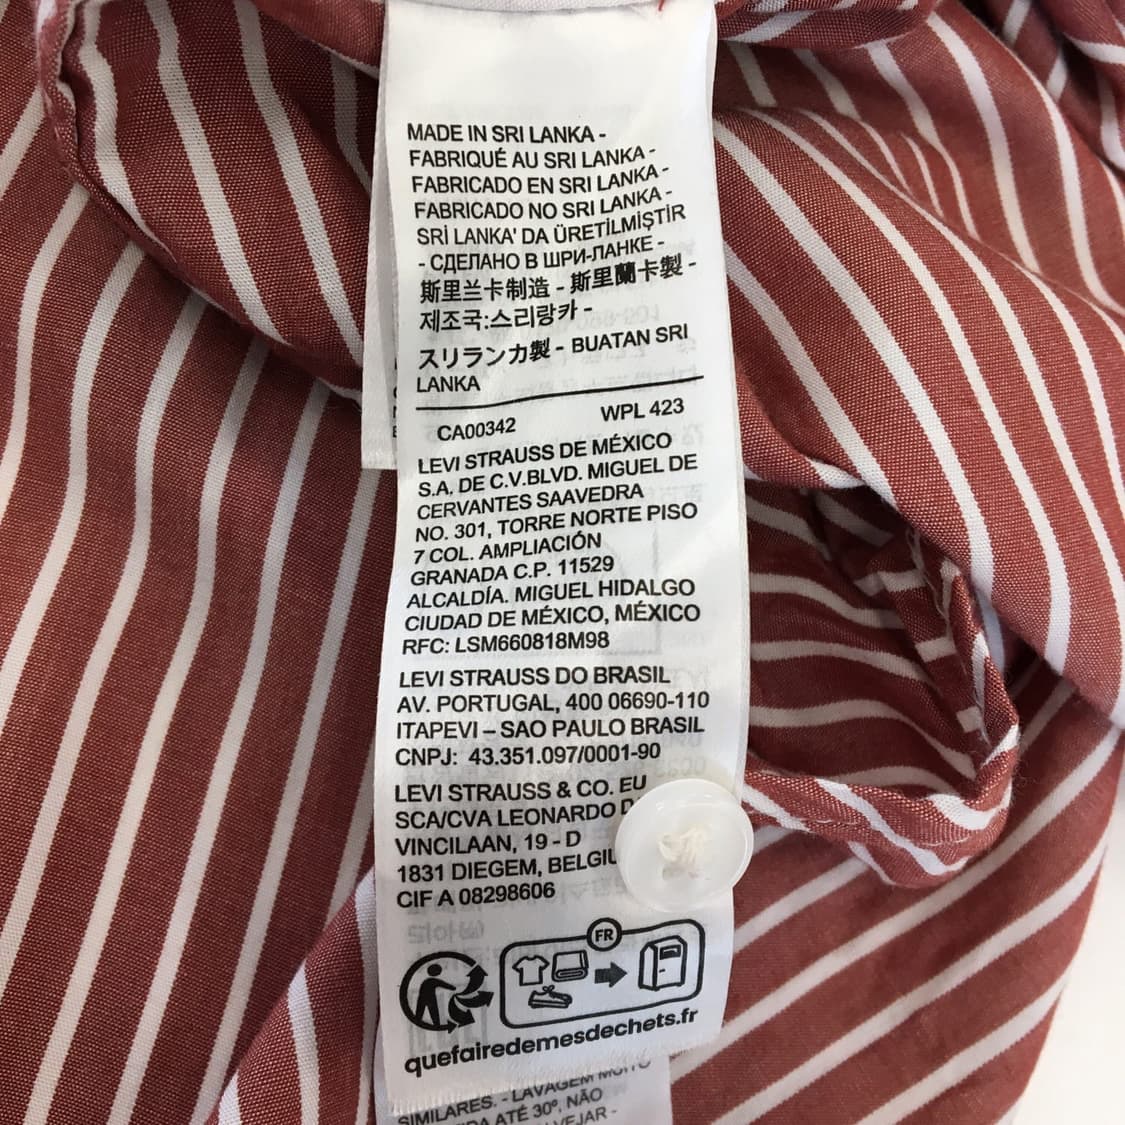 MADE IN SRI LANKA -
FABRIQUÉ AU SRI LANKA -
FABRICADO EN SRI LANKA -
FABRICADO NO SRI LANKA -
SRİ LANKA' DA ÜRETİLMİŞTİR
- СДЕЛАНО В ШРИ-ЛАНКЕ -
斯里兰卡制造 - 斯里蘭卡製 -
제조국:스리랑카 -
スリランカ製 - BUATAN SRI
LANKA
CA00342 WPL 423
LEVI STRAUSS DE MÉXICO
S.A. DE C.V.BLVD. MIGUEL DE
CERVANTES SAAVEDRA
NO. 301, TORRE NORTE PISO
7 COL. AMPLIACIÓN
GRANADA C.P. 11529
ALCALDÍA. MIGUEL HIDALGO
CIUDAD DE MÉXICO, MÉXICO
RFC: LSM660818M98
LEVI STRAUSS DO BRASIL
AV. PORTUGAL, 400 06690-110
ITAPEVI – SAO PAULO BRASIL
CNPJ: 43.351.097/0001-90
LEVI STRAUSS & CO. EU
SCA/CVA LEONARDO
VINCILAAN, 19 - D
1831 DIEGEM,
CIF A 08298606
FR
quefairedemesdechets.fr
LAVAGEM MUITO
SIMILARES. -
ATÉ 30º, NÃO